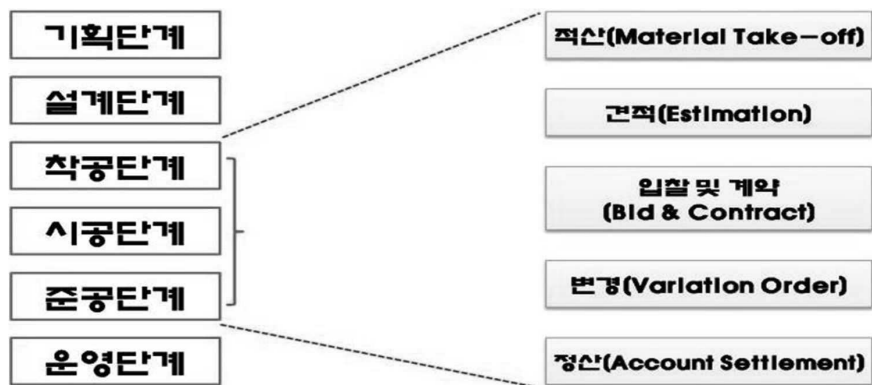 기획단계
설계단계
착공단계
시공단계
준공단계
운영단계
적산(Material Take-off)
견적(Estimation)
입찰 및 계약
(Bid & Contract)
변경(Variation Order)
정산(Account Settlement)